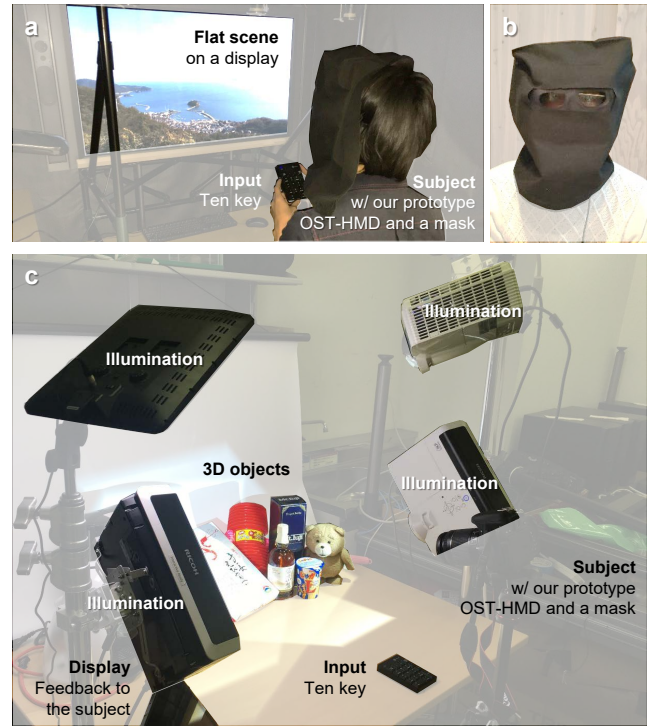 a
Flat scene
on a display
Input
Ten key
Subject
w/ our prototype
OST-HMD and a mask
b
c
Illumination
Illumination
3D objects
Illumination
Illumination
RICOH
Subject
w/ our prototype
OST-HMD and a mask
Display
Feedback to
the subject
Input
Ten key